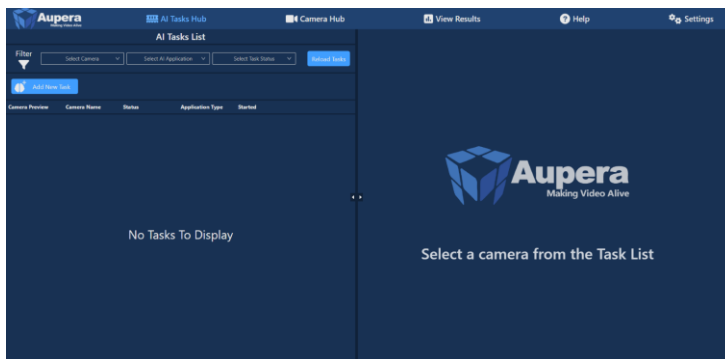 Aupera
Making Video Alive
AI Tasks Hub
Camera Hub
View Results
Help
Settings
AI Tasks List
Filter
Select Camera
Select AI Application
Select Task Status
Reload Tasks
Add New Task
Camera Preview
Camera Name
Status
Application Type
Started
No Tasks To Display
Aupera
Making Video Alive
Select a camera from the Task List